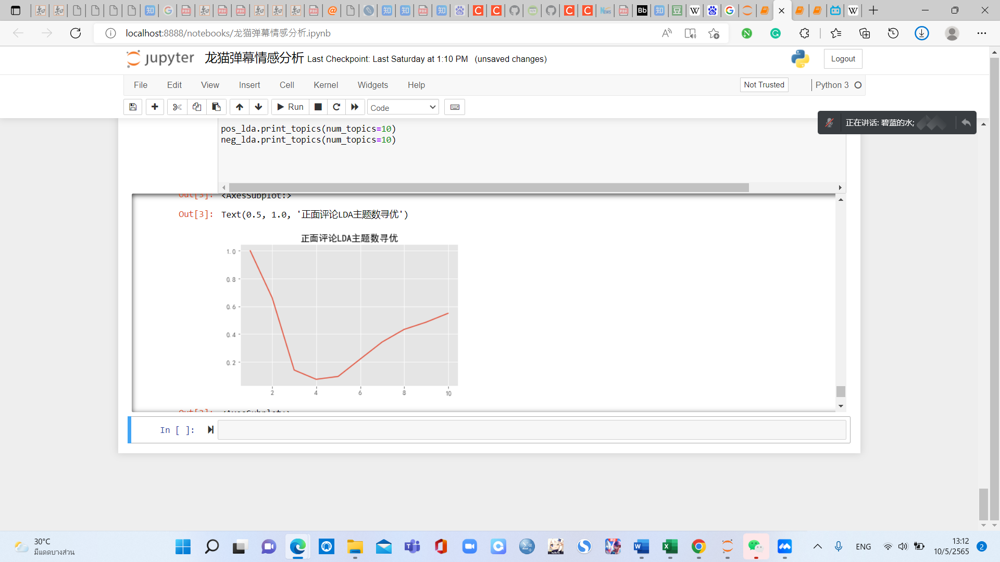 localhost:8888/notebooks/龙猫弹幕情感分析.ipynb
jupyter 龙猫弹幕情感分析 Last Checkpoint: Last Saturday at 1:10 PM (unsaved changes)
Logout
File Edit View Insert Cell Kernel Widgets Help
Not Trusted
Python 3
Run
Code
正在讲话: 碧蓝的水;
pos_lda.print_topics(num_topics=10)
neg_lda.print_topics(num_topics=10)
Out[3]: <AxesSubplot:>
Out[3]: Text(0.5, 1.0, '正面评论LDA主题数寻优')
正面评论LDA主题数寻优
1.0
0.8
0.6
0.4
0.2
2 4 6 8 10
Out[3]: <AxesSubplot:>
In [ ]:
30°C
มีแดดบางส่วน
ENG
13:12
10/5/2565
2